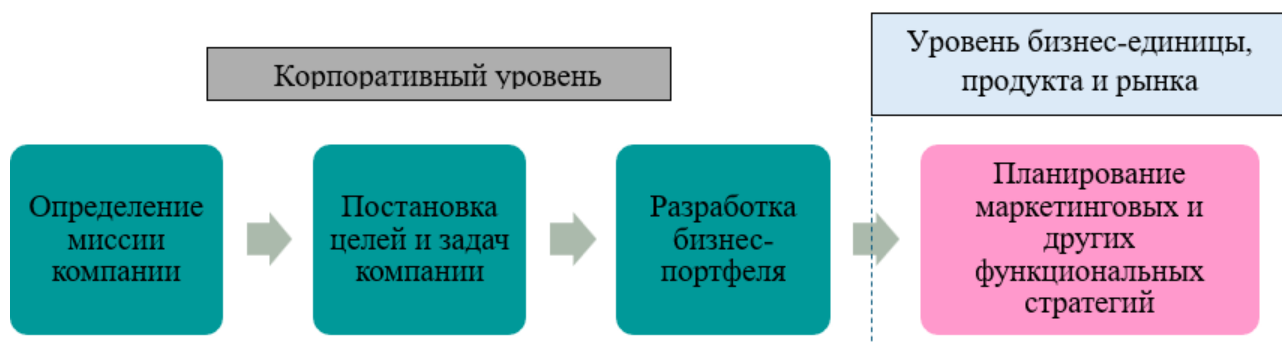 Корпоративный уровень
Уровень бизнес-единицы,
продукта и рынка
Определение
миссии
компании
Постановка
целей и задач
компании
Разработка
бизнес-
портфеля
Планирование
маркетинговых и
других
функциональных
стратегий